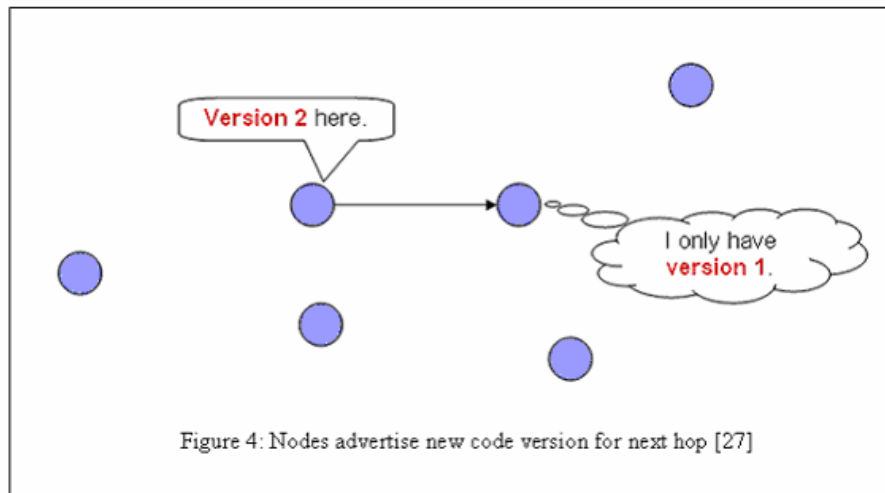 Version 2 here.
I only have
version 1.
Figure 4: Nodes advertise new code version for next hop [27]